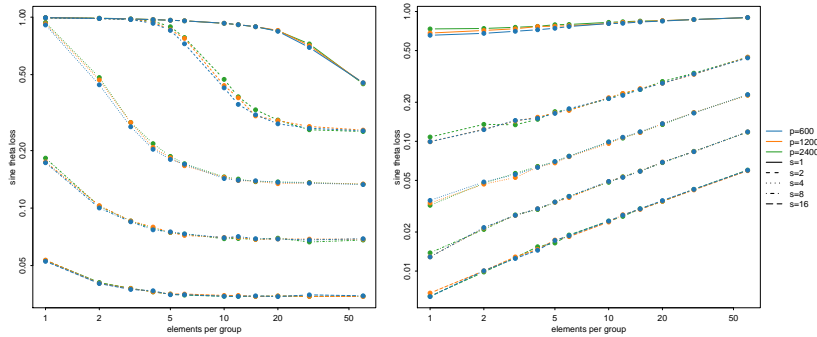 1.00
0.50
0.20
0.10
0.05
sine theta loss
1
2
5
10
20
50
elements per group
1.00
0.50
0.20
0.10
0.05
0.02
0.01
sine theta loss
1
2
5
10
20
50
elements per group
p=600
p=1200
p=2400
s=1
s=2
s=4
s=8
s=16